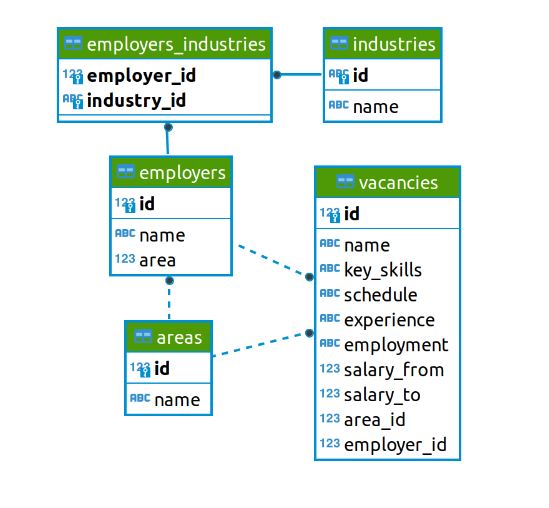 employers_industries
123 employer_id
ABC industry_id
industries
ABC id
ABC name
employers
123 id
ABC name
123 area
vacancies
123 id
ABC name
ABC key_skills
ABC schedule
ABC experience
ABC employment
123 salary_from
123 salary_to
123 area_id
123 employer_id
areas
123 id
ABC name